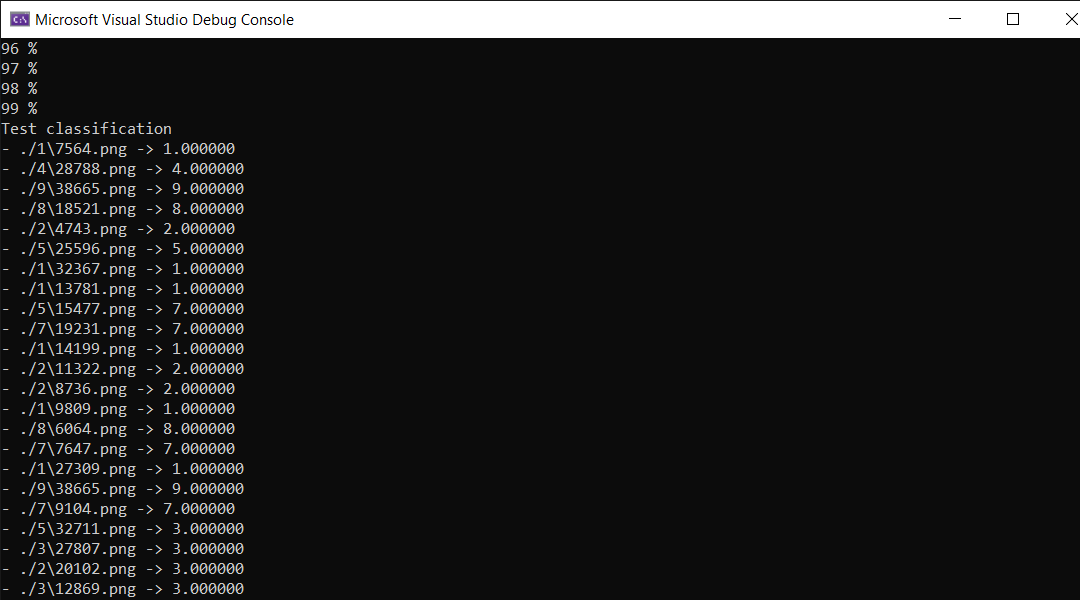 Microsoft Visual Studio Debug Console
96 %
97 %
98 %
99 %
Test classification
- ./1\7564.png -> 1.000000
- ./4\28788.png -> 4.000000
- ./9\38665.png -> 9.000000
- ./8\18521.png -> 8.000000
- ./2\4743.png -> 2.000000
- ./5\25596.png -> 5.000000
- ./1\32367.png -> 1.000000
- ./1\13781.png -> 1.000000
- ./5\15477.png -> 7.000000
- ./7\19231.png -> 7.000000
- ./1\14199.png -> 1.000000
- ./2\11322.png -> 2.000000
- ./2\8736.png -> 2.000000
- ./1\9809.png -> 1.000000
- ./8\6064.png -> 8.000000
- ./7\7647.png -> 7.000000
- ./1\27309.png -> 1.000000
- ./9\38665.png -> 9.000000
- ./7\9104.png -> 7.000000
- ./5\32711.png -> 3.000000
- ./3\27807.png -> 3.000000
- ./2\20102.png -> 3.000000
- ./3\12869.png -> 3.000000